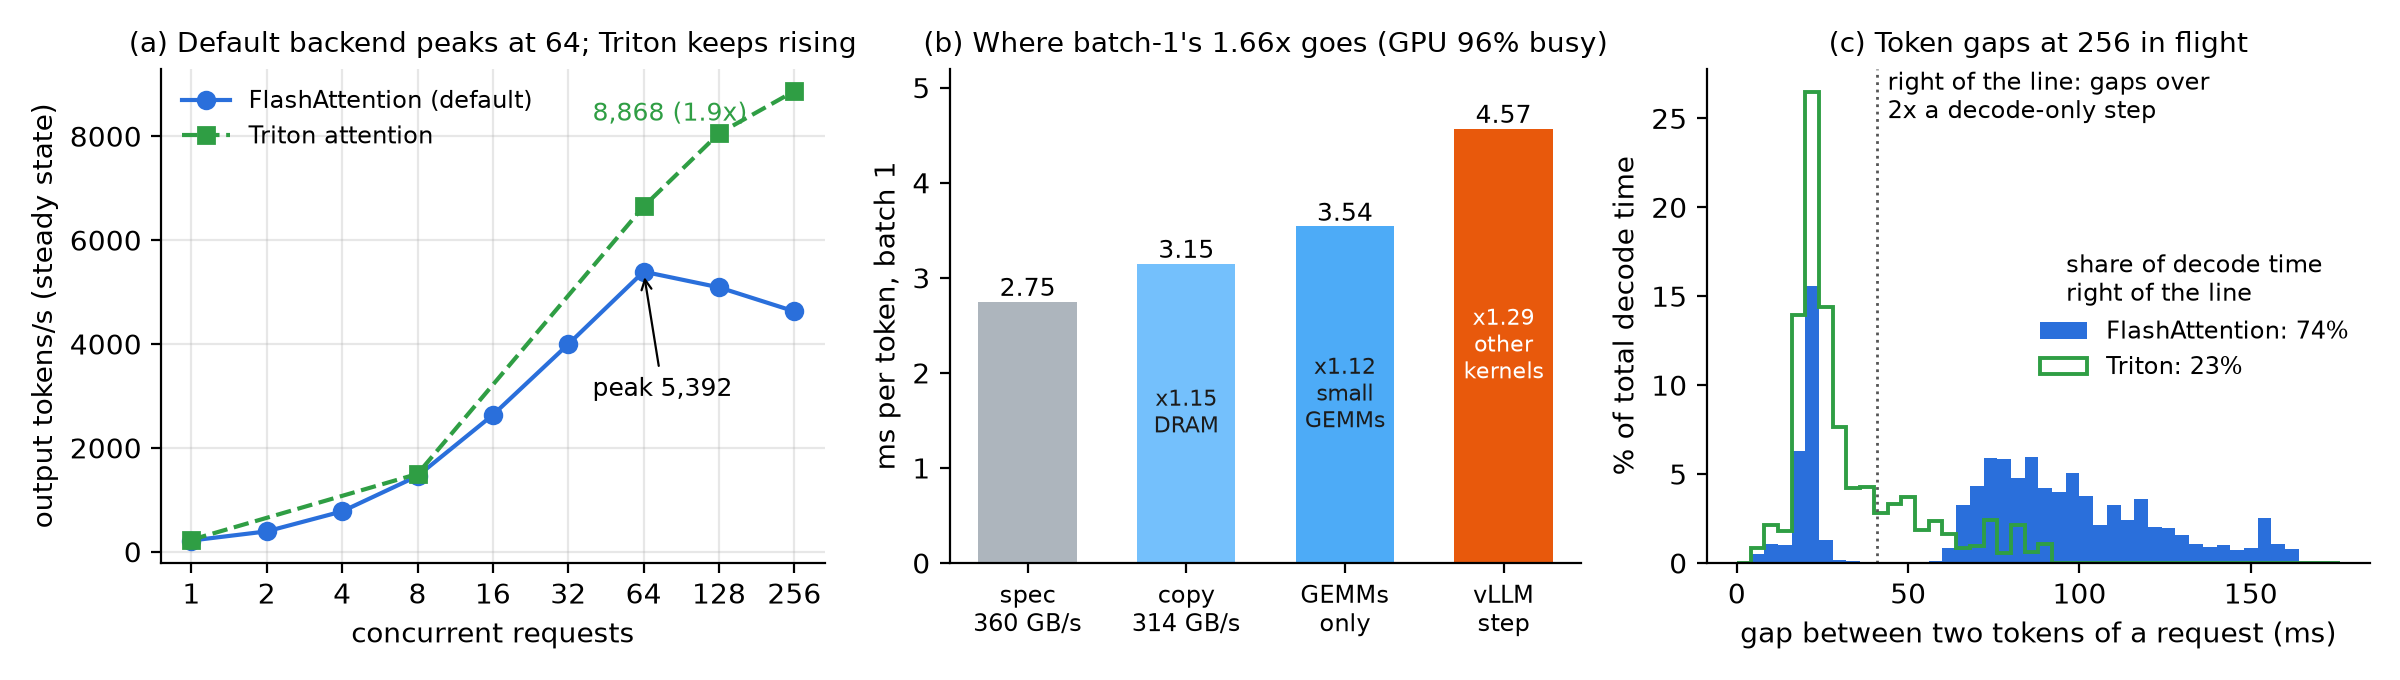 (a) Default backend peaks at 64; Triton keeps rising
FlashAttention (default)
Triton attention
8,868 (1.9x)
peak 5,392
output tokens/s (steady state)
8000
6000
4000
2000
0
1 2 4 8 16 32 64 128 256
concurrent requests
(b) Where batch-1's 1.66x goes (GPU 96% busy)
ms per token, batch 1
5
4
3
2
1
0
2.75
3.15
3.54
4.57
x1.15
DRAM
x1.12
small
GEMMs
x1.29
other
kernels
spec
360 GB/s
copy
314 GB/s
GEMMs
only
vLLM
step
(c) Token gaps at 256 in flight
right of the line: gaps over
2x a decode-only step
% of total decode time
25
20
15
10
5
0
share of decode time
right of the line
FlashAttention: 74%
Triton: 23%
0 50 100 150
gap between two tokens of a request (ms)